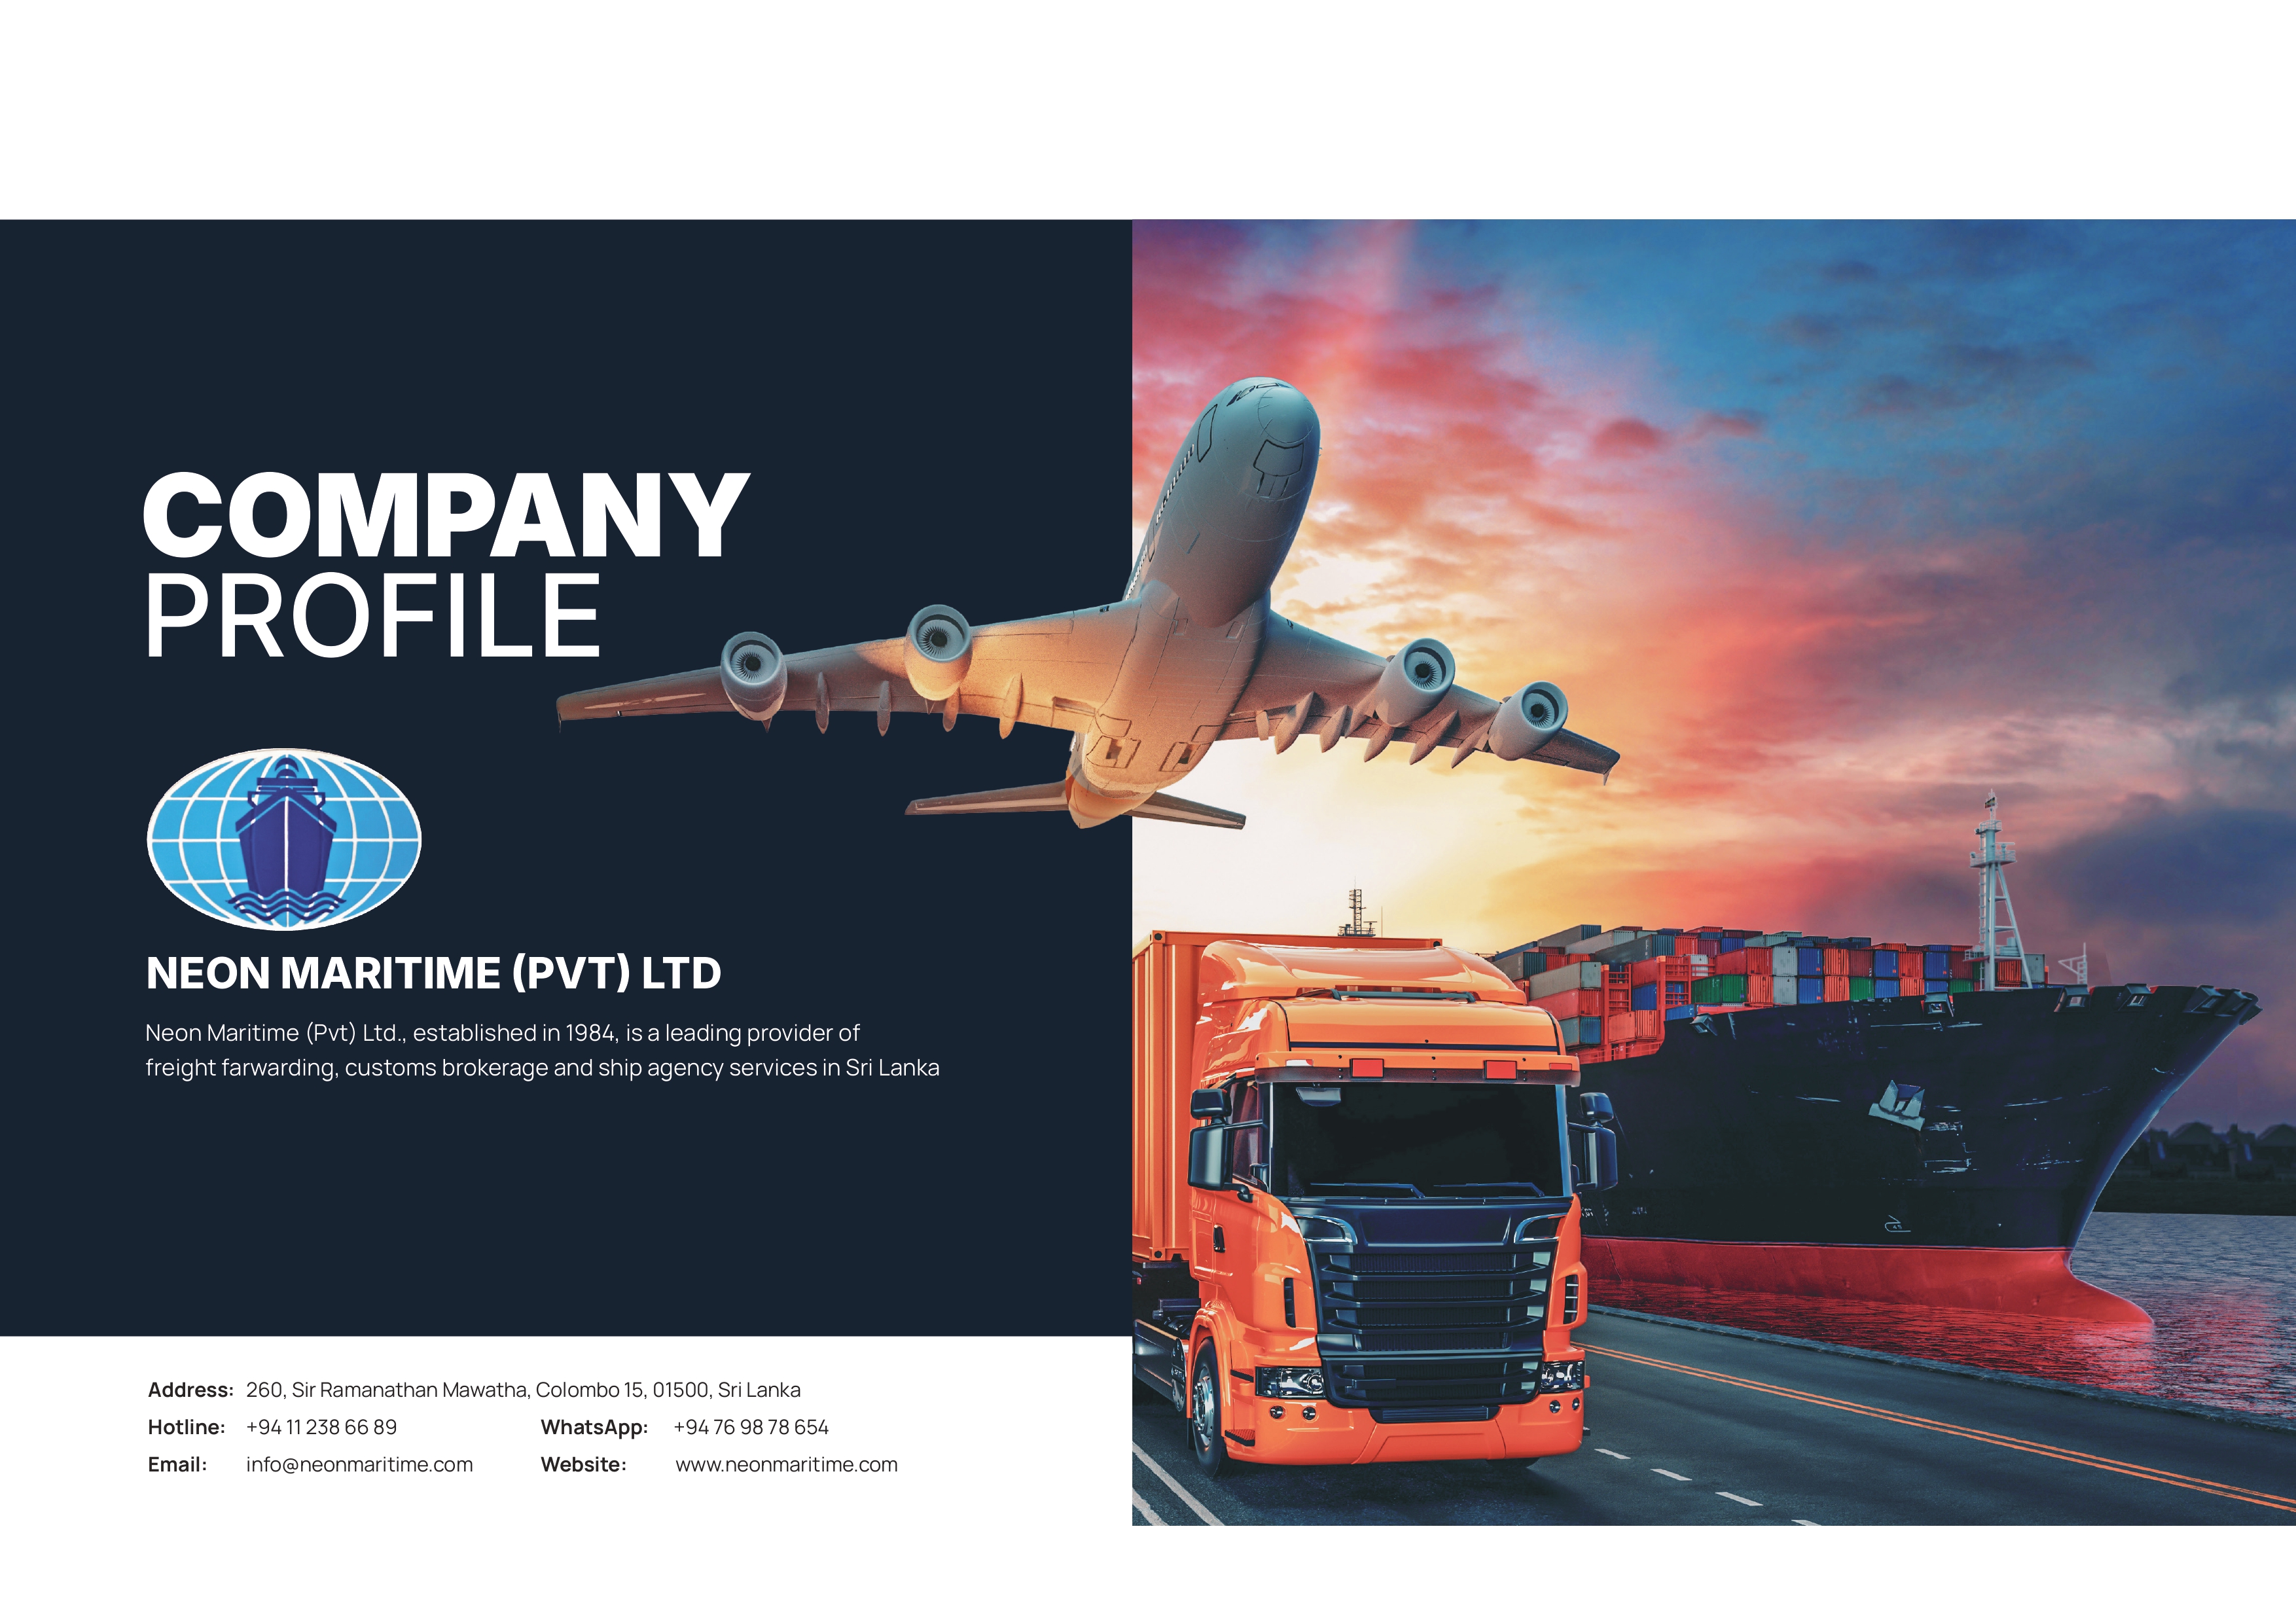 COMPANY
PROFILE
NEON MARITIME (PVT) LTD
Neon Maritime (Pvt) Ltd., established in 1984, is a leading provider of
freight farwarding, customs brokerage and ship agency services in Sri Lanka
Address: 260, Sir Ramanathan Mawatha, Colombo 15, 01500, Sri Lanka
Hotline: +94 11 238 66 89 WhatsApp: +94 76 98 78 654
Email: info@neonmaritime.com Website: www.neonmaritime.com